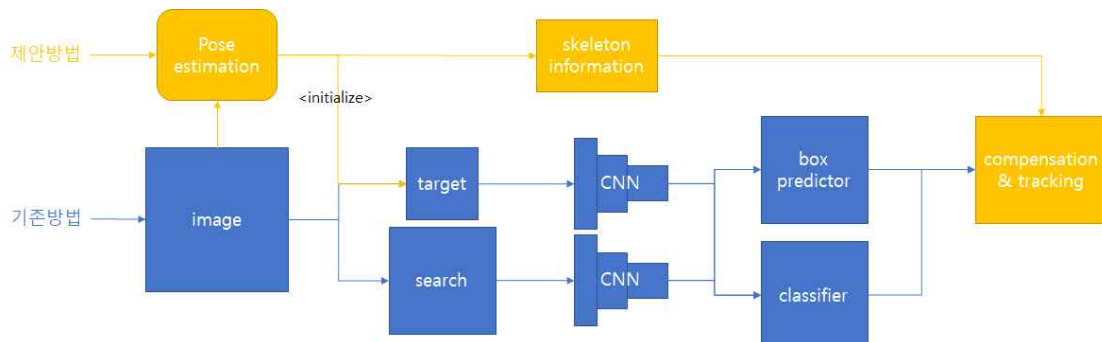 제안방법
Pose
estimation
skeleton
information
<initialize>
기존방법
image
target
search
CNN
CNN
box
predictor
classifier
compensation
& tracking